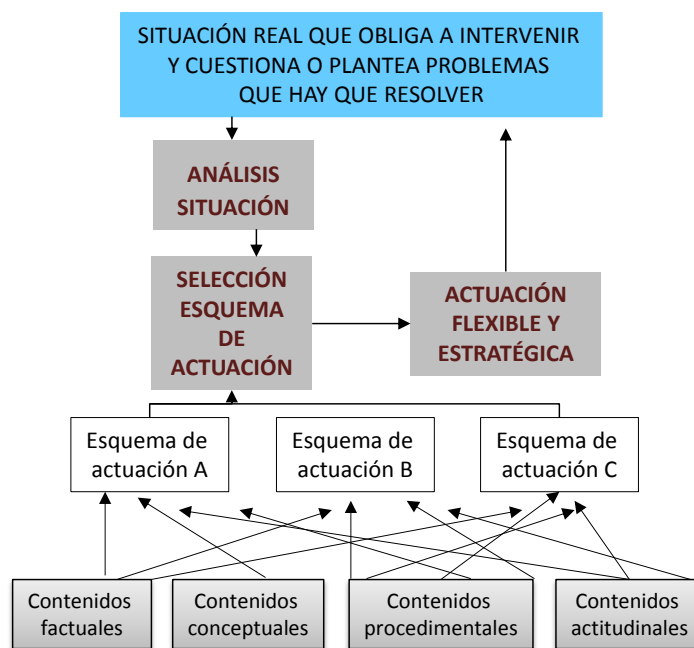 SITUACIÓN REAL QUE OBLIGA A INTERVENIR
Y CUESTIONA O PLANTEA PROBLEMAS
QUE HAY QUE RESOLVER
ANÁLISIS
SITUACIÓN
SELECCIÓN
ESQUEMA
DE
ACTUACIÓN
ACTUACIÓN
FLEXIBLE Y
ESTRATÉGICA
Esquema de
actuación A
Esquema de
actuación B
Esquema de
actuación C
Contenidos
factuales
Contenidos
conceptuales
Contenidos
procedimentales
Contenidos
actitudinales